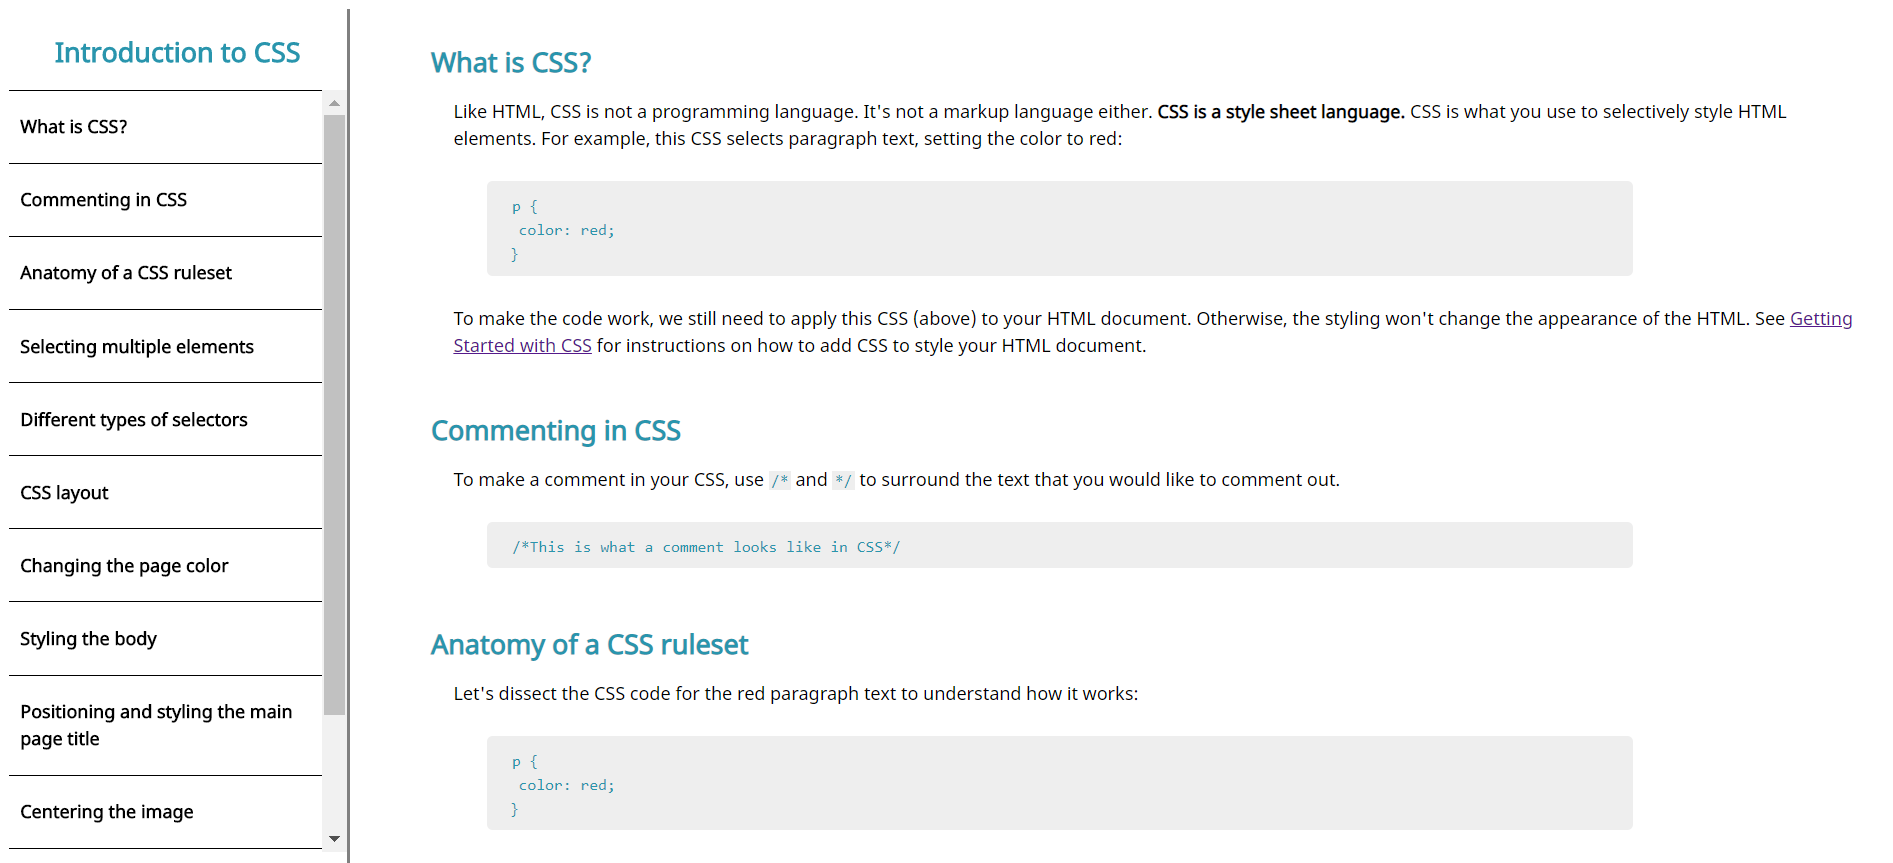 Introduction to CSS
What is CSS?
Commenting in CSS
Anatomy of a CSS ruleset
Selecting multiple elements
Different types of selectors
CSS layout
Changing the page color
Styling the body
Positioning and styling the main
page title
Centering the image
What is CSS?
Like HTML, CSS is not a programming language. It's not a markup language either. CSS is a style sheet language. CSS is what you use to selectively style HTML
elements. For example, this CSS selects paragraph text, setting the color to red:
p {
color: red;
}
To make the code work, we still need to apply this CSS (above) to your HTML document. Otherwise, the styling won't change the appearance of the HTML. See Getting
Started with CSS for instructions on how to add CSS to style your HTML document.
Commenting in CSS
To make a comment in your CSS, use /* and */ to surround the text that you would like to comment out.
/*This is what a comment looks like in CSS*/
Anatomy of a CSS ruleset
Let's dissect the CSS code for the red paragraph text to understand how it works:
p {
color: red;
}